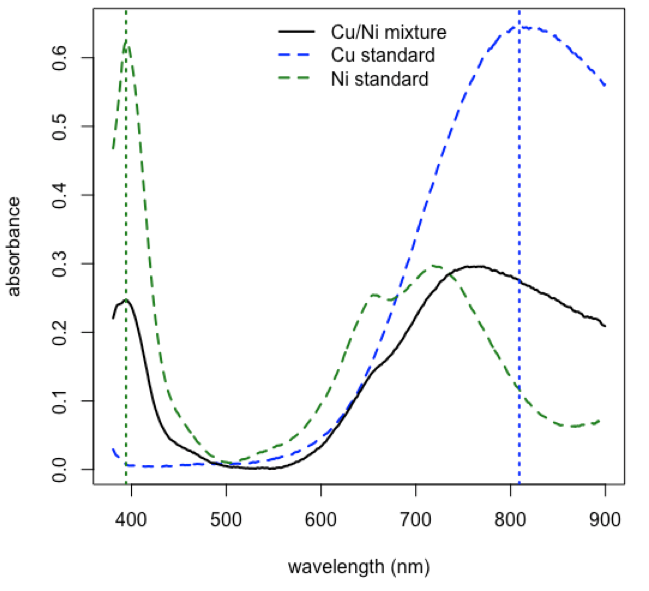 Cu/Ni mixture
Cu standard
Ni standard
absorbance
0.6
0.5
0.4
0.3
0.2
0.1
0.0
400 500 600 700 800 900
wavelength (nm)